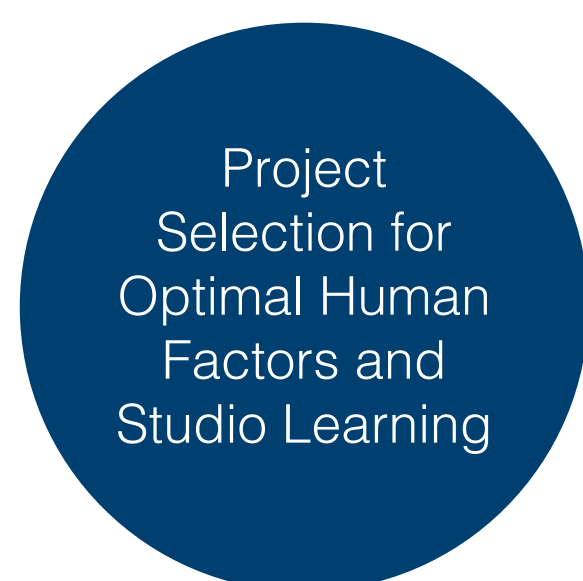 Project
Selection for
Optimal Human
Factors and
Studio Learning